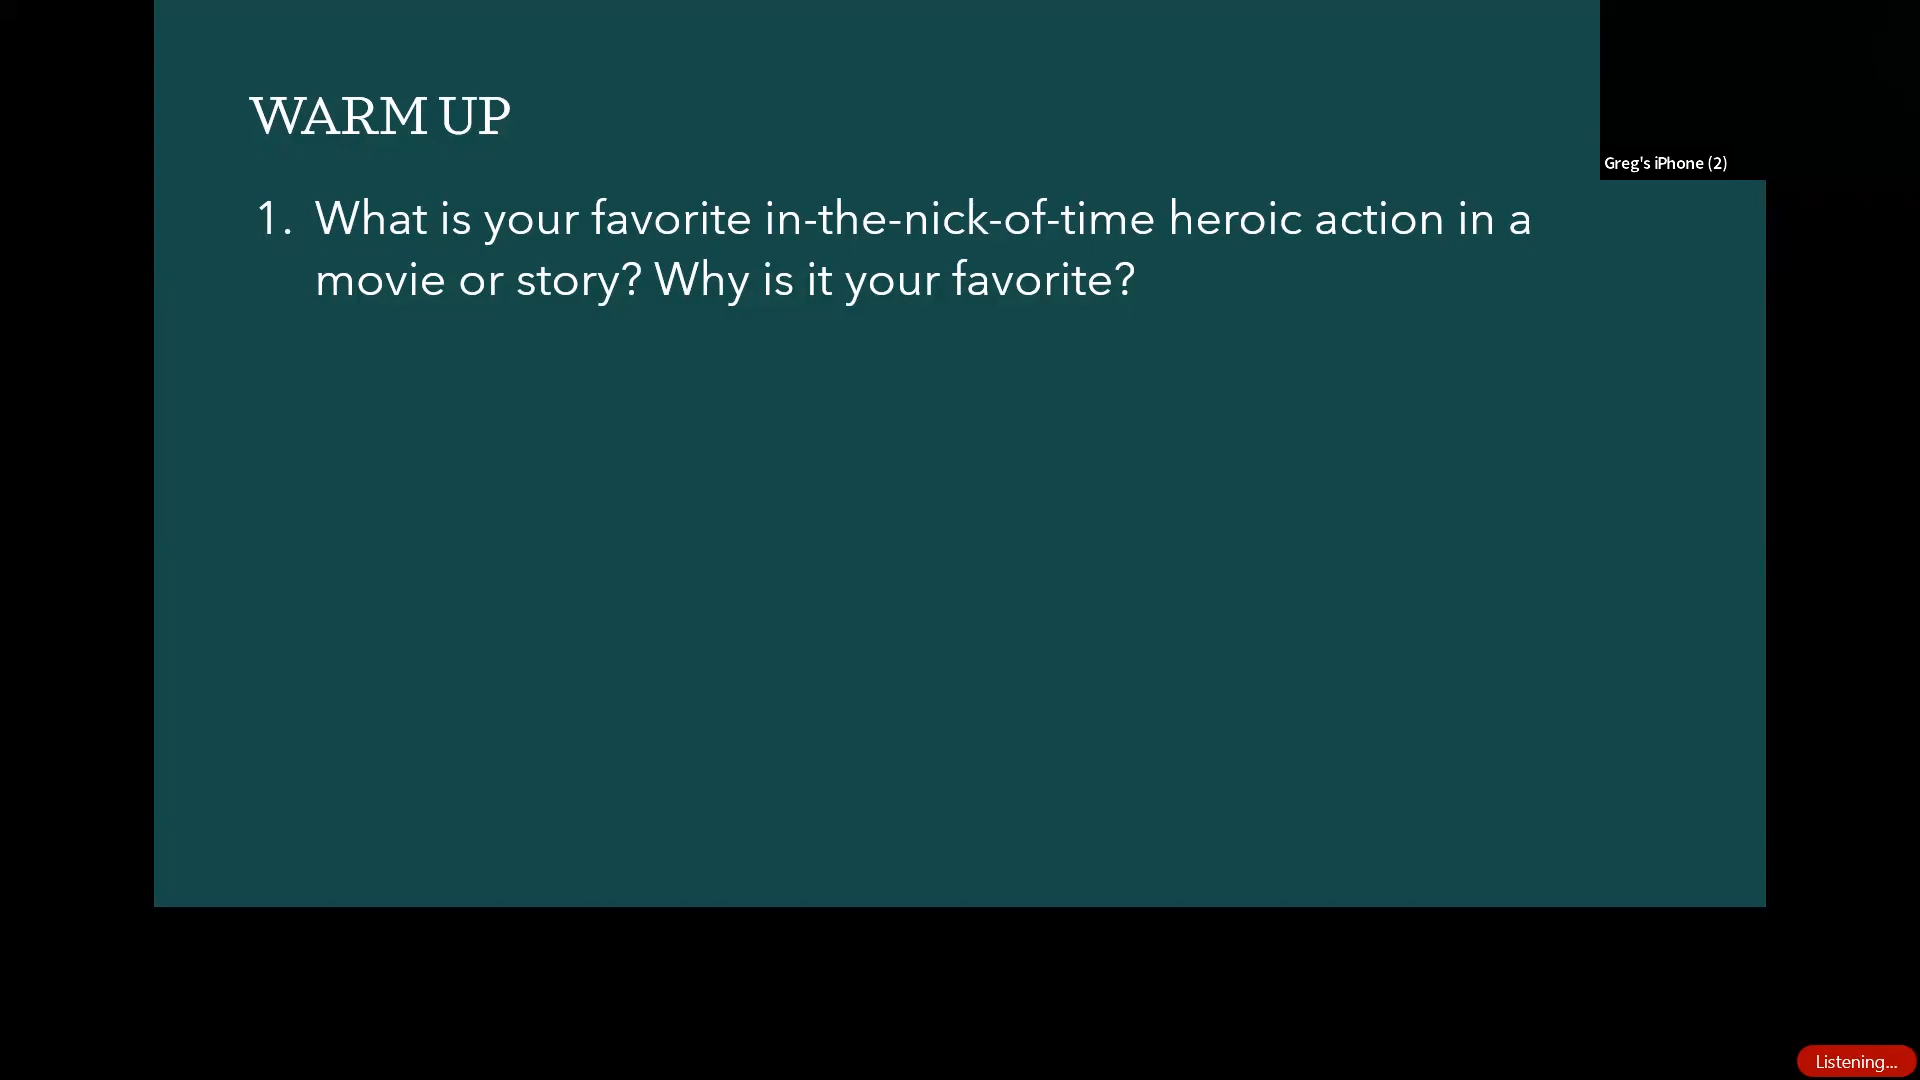 WARM UP
Greg's iPhone (2)
1. What is your favorite in-the-nick-of-time heroic action in a
movie or story? Why is it your favorite?
Listening...